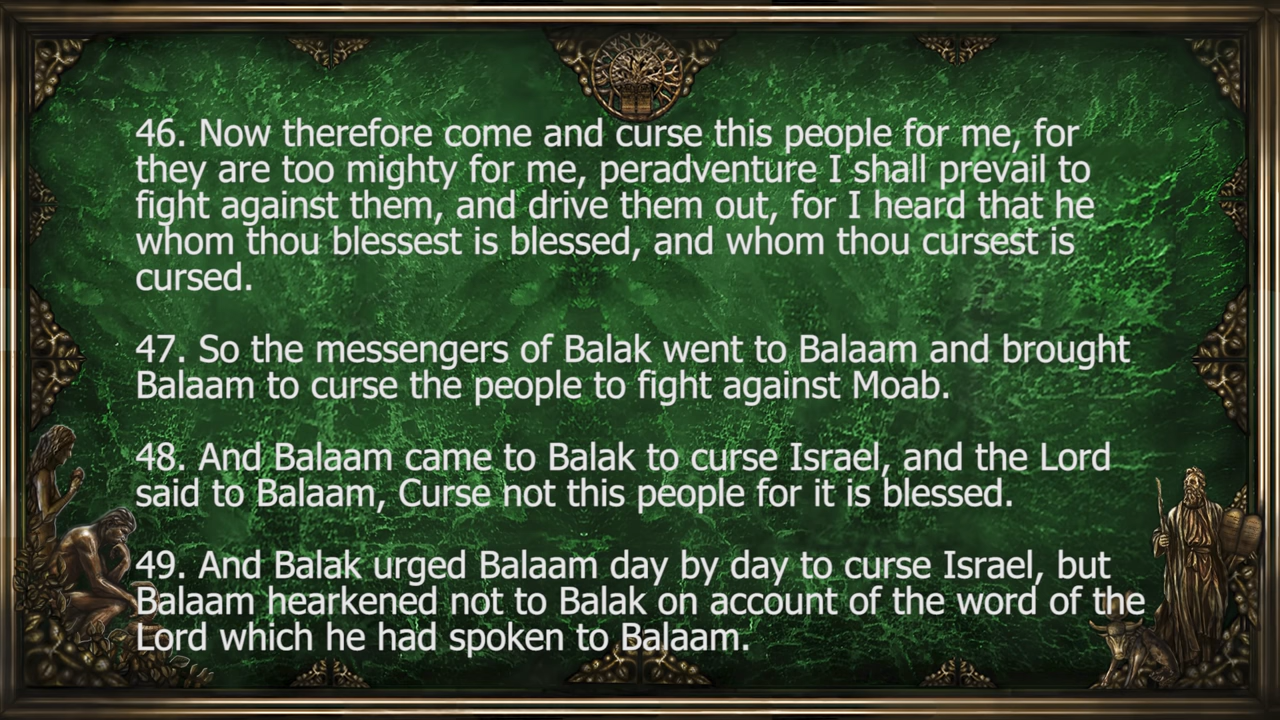 46. Now therefore come and curse this people for me, for
they are too mighty for me, peradventure I shall prevail to
fight against them, and drive them out, for I heard that he
whom thou blessest is blessed, and whom thou cursest is
cursed.
47. So the messengers of Balak went to Balaam and brought
Balaam to curse the people to fight against Moab.
48. And Balaam came to Balak to curse Israel, and the Lord
said to Balaam, Curse not this people for it is blessed.
49. And Balak urged Balaam day by day to curse Israel, but
Balaam hearkened not to Balak on account of the word of the
Lord which he had spoken to Balaam.